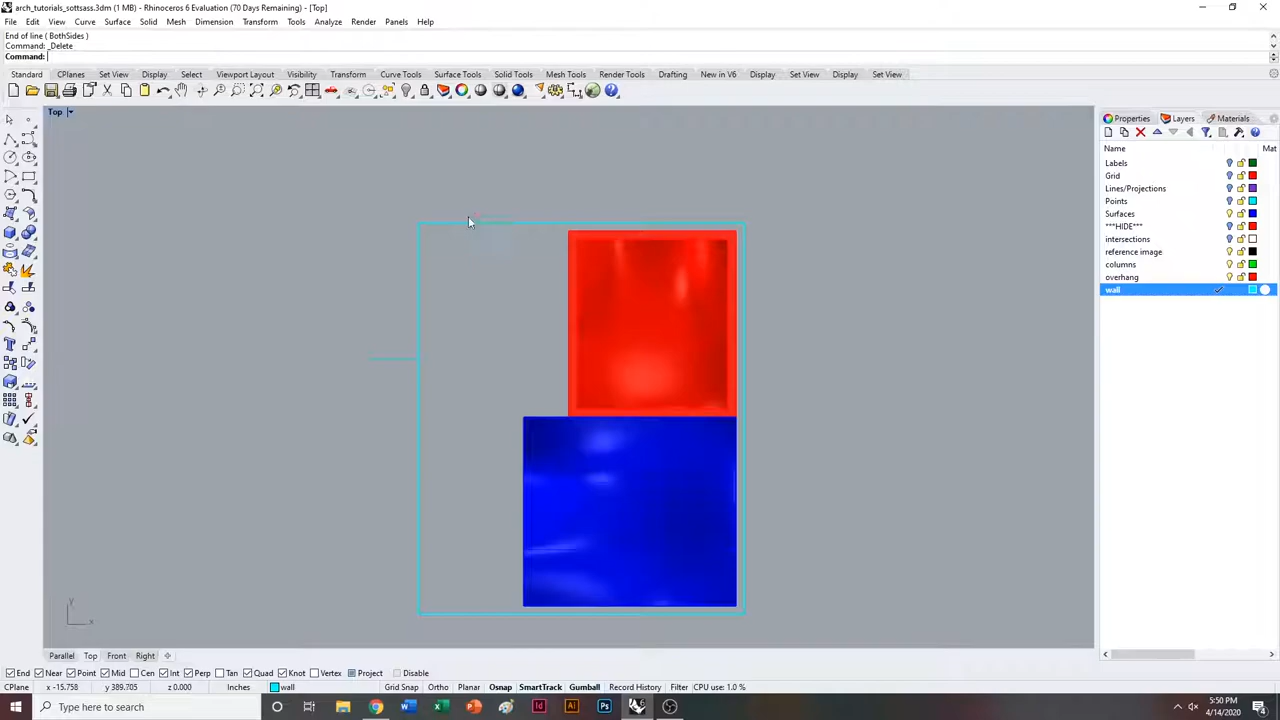 arch_tutorials_sottsass.3dm (1 MB) - Rhinoceros 6 Evaluation (70 Days Remaining) - [Top]
File Edit View Curve Surface Solid Mesh Dimension Transform Tools Analyze Render Panels Help
End of line ( BothSides )
Command: _Delete
Command:
Standard CPlanes Set View Display Select Viewport Layout Visibility Transform Curve Tools Surface Tools Solid Tools Mesh Tools Render Tools Drafting New in V6 Display Set View Display Set View
Top
Properties Layers Materials
Name Mat
Labels
Grid
Lines/Projections
Points
Surfaces
***HIDE***
intersections
reference image
columns
overhang
wall
y
x
Parallel Top Front Right
End Near Point Mid Cen Int Perp Tan Quad Knot Vertex Project Disable
CPlane x -15.758 y 389.705 z 0.000 Inches wall Grid Snap Ortho Planar Osnap SmartTrack Gumball Record History Filter CPU use: 1.0 %
Type here to search
5:50 PM
4/14/2020